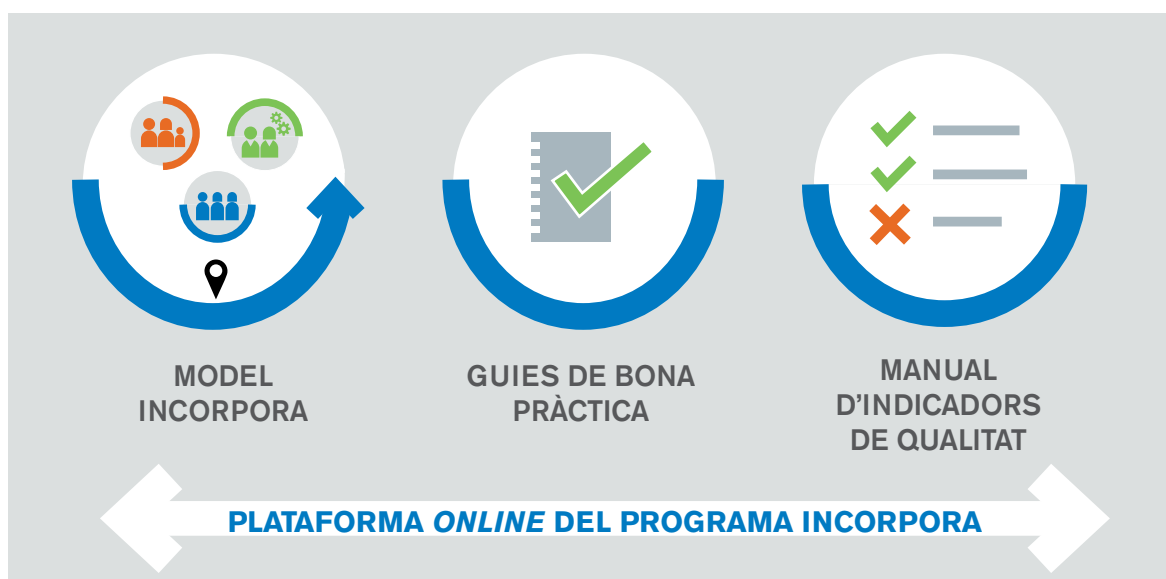 MODEL
INCORPORA
GUIES DE BONA
PRÀCTICA
MANUAL
D’INDICADORS
DE QUALITAT
PLATAFORMA ONLINE DEL PROGRAMA INCORPORA